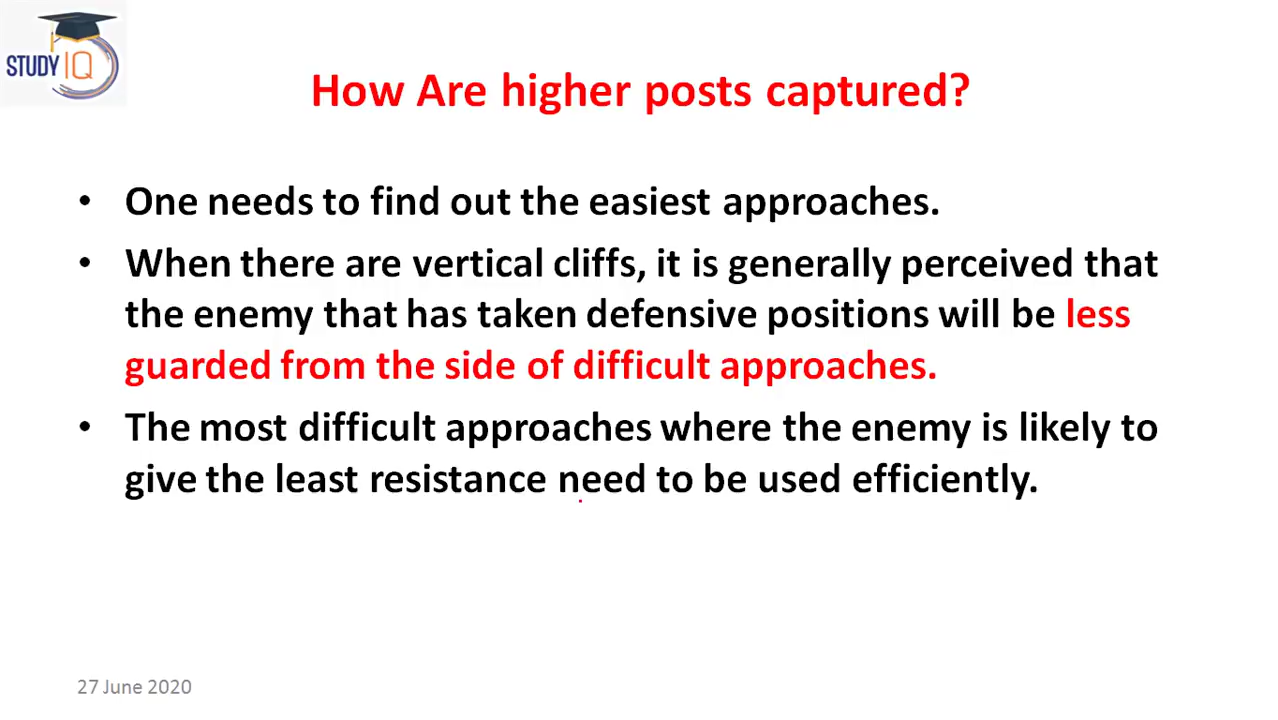 STUDY IQ
How Are higher posts captured?
• One needs to find out the easiest approaches.
• When there are vertical cliffs, it is generally perceived that
the enemy that has taken defensive positions will be less
guarded from the side of difficult approaches.
• The most difficult approaches where the enemy is likely to
give the least resistance need to be used efficiently.
27 June 2020